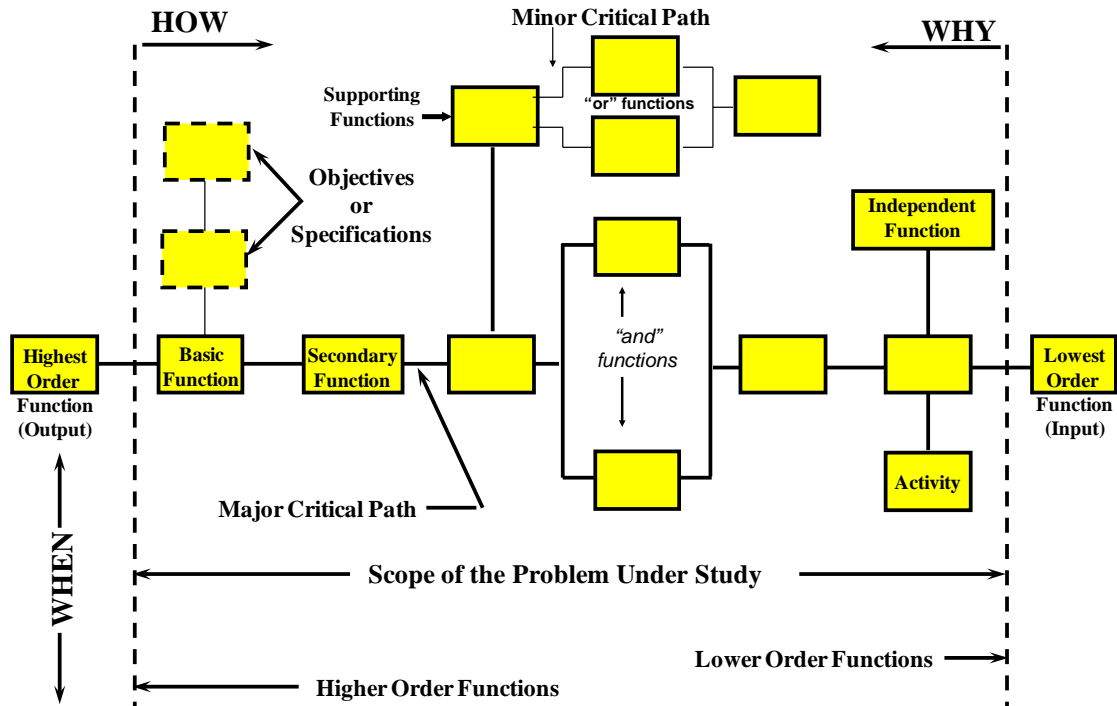 HOW
Minor Critical Path
WHY
Supporting
Functions
“or” functions
Objectives
or
Specifications
Independent
Function
“and”
functions
Highest
Order
Function
(Output)
Basic
Function
Secondary
Function
Lowest
Order
Function
(Input)
Activity
Major Critical Path
WHEN
Scope of the Problem Under Study
Lower Order Functions
Higher Order Functions